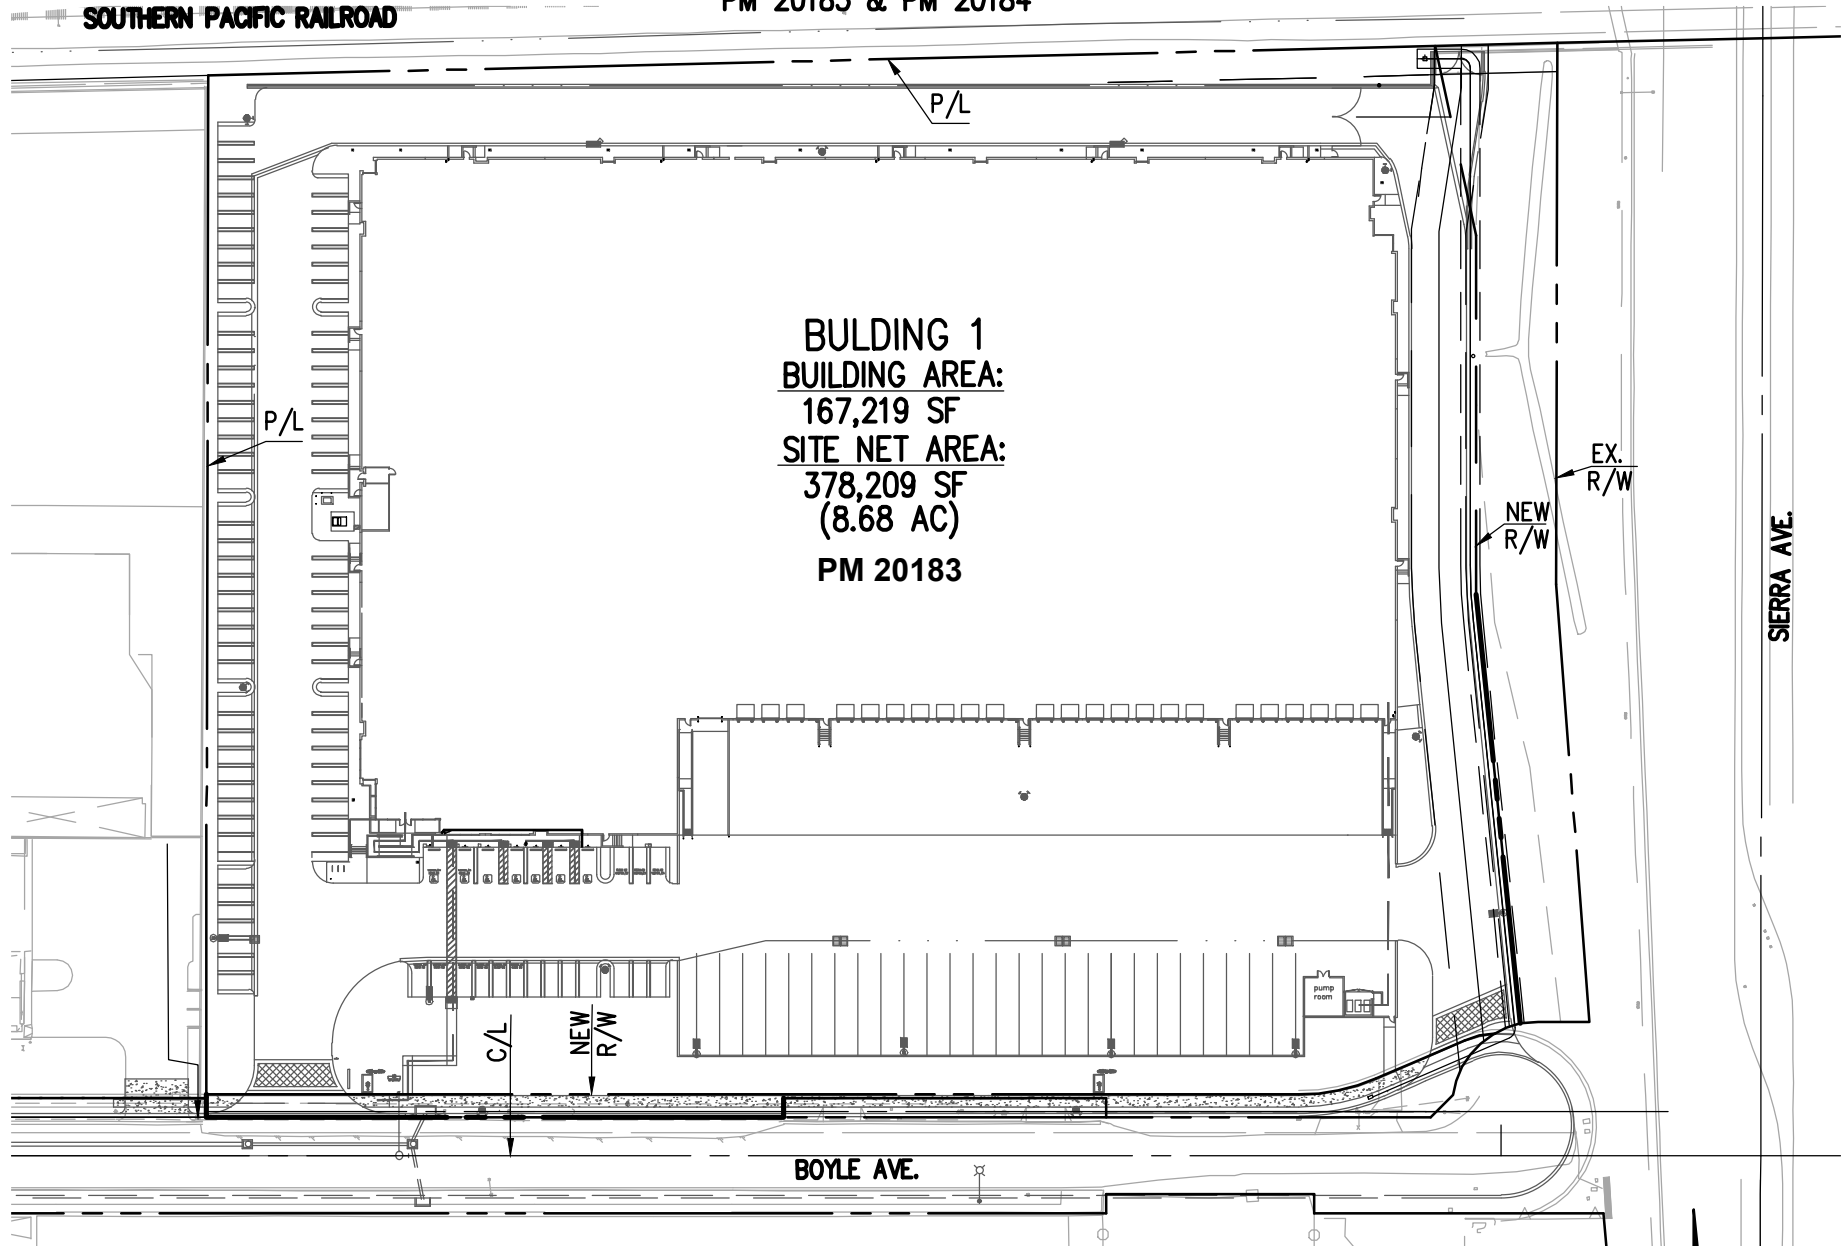 PM 20183 & PM 20184
SOUTHERN PACIFIC RAILROAD
P/L
BULDING 1
BUILDING AREA:
167,219 SF
SITE NET AREA:
378,209 SF
(8.68 AC)
PM 20183
P/L
EX.
R/W
NEW
R/W
SIERRA AVE.
pump
room
C/L
NEW
R/W
BOYLE AVE.